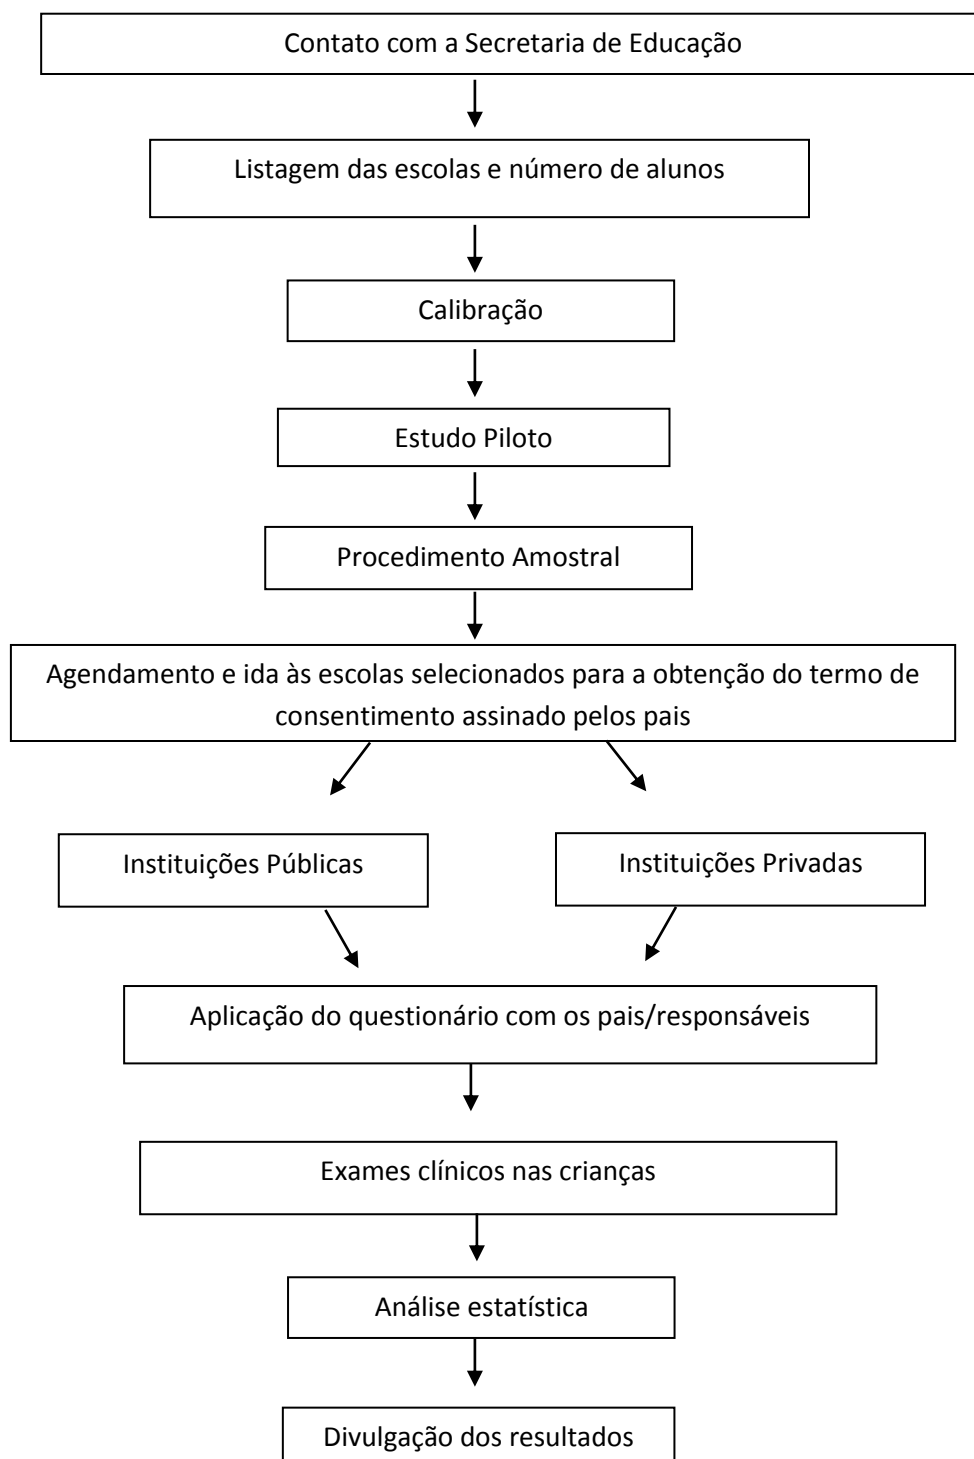 Contato com a Secretaria de Educação
Listagem das escolas e número de alunos
Calibração
Estudo Piloto
Procedimento Amostral
Agendamento e ida às escolas selecionados para a obtenção do termo de
consentimento assinado pelos pais
Instituições Públicas
Instituições Privadas
Aplicação do questionário com os pais/responsáveis
Exames clínicos nas crianças
Análise estatística
Divulgação dos resultados